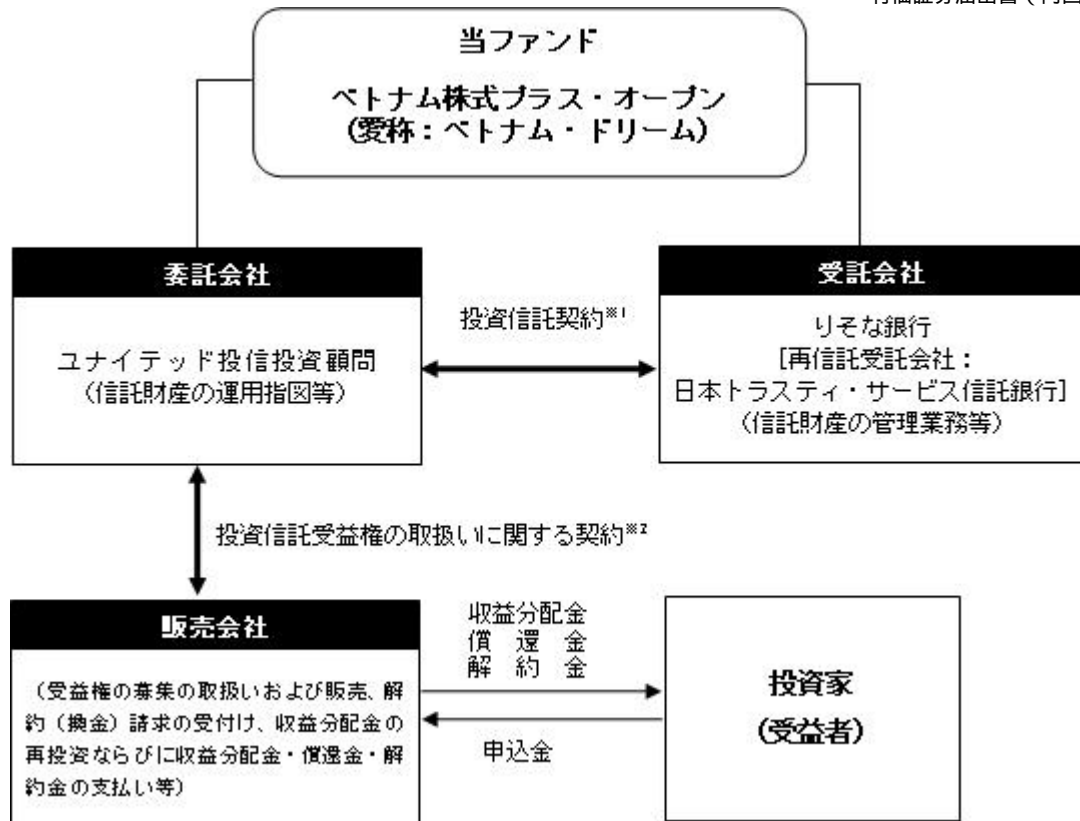 当ファンド
ベトナム株式プラス・オープン
（愛称：ベトナム・ドリーム）
委託会社
ユナイテッド投信投資顧問
（信託財産の運用指図等）
投資信託契約※1
受託会社
りそな銀行
［再信託受託会社：
日本トラスティ・サービス信託銀行］
（信託財産の管理業務等）
投資信託受益権の取扱いに関する契約※2
販売会社
（受益権の募集の取扱いおよび販売、解
約（換金）請求の受付け、収益分配金の
再投資ならびに収益分配金・償還金・解
約金の支払い等）
収益分配金
償　還　金
解　約　金
申込金
投資家
（受益者）